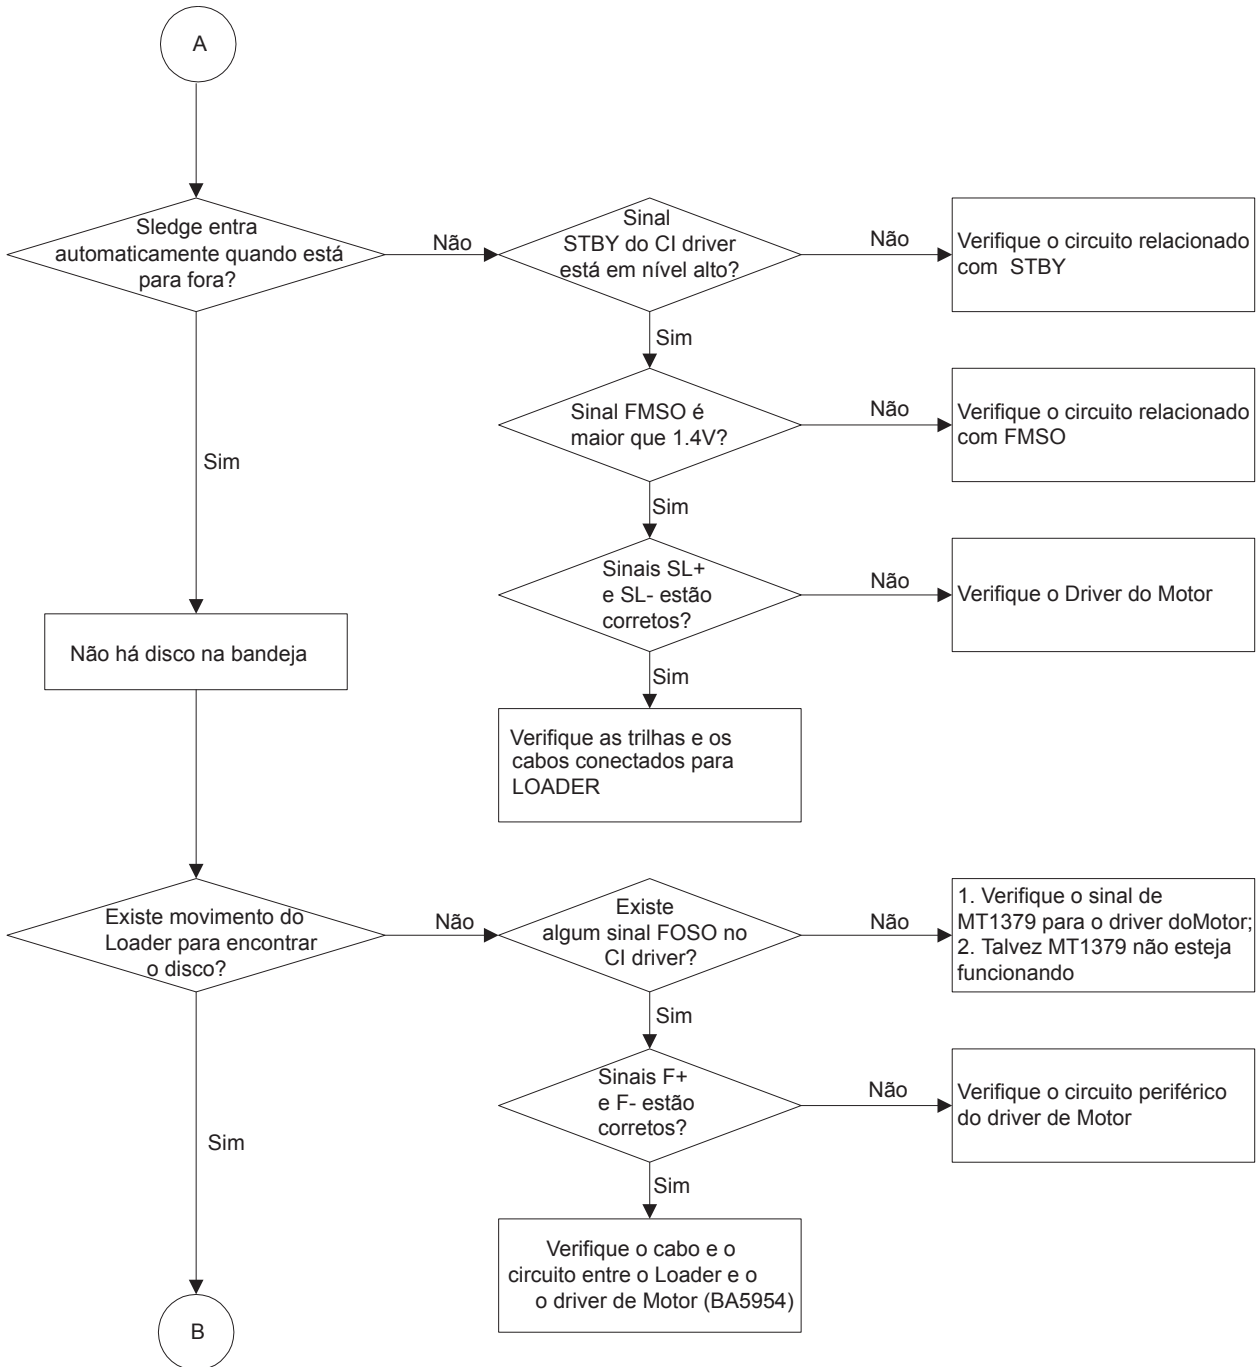 A
Sledge entra
automaticamente quando está
para fora?
Não
Sinal
STBY do CI driver
está em nível alto?
Não
Verifique o circuito relacionado
com STBY
Sim
Sinal FMSO é
maior que 1.4V?
Não
Verifique o circuito relacionado
com FMSO
Sim
Sim
Sinais SL+
e SL- estão
corretos?
Não
Verifique o Driver do Motor
Sim
Não há disco na bandeja
Verifique as trilhas e os
cabos conectados para
LOADER
Existe movimento do
Loader para encontrar
o disco?
Não
Existe
algum sinal FOSO no
CI driver?
Não
1. Verifique o sinal de
MT1379 para o driver doMotor;
2. Talvez MT1379 não esteja
funcionando
Sim
Sinais F+
e F- estão
corretos?
Não
Verifique o circuito periférico
do driver de Motor
Sim
Sim
Verifique o cabo e o
circuito entre o Loader e o
o driver de Motor (BA5954)
B